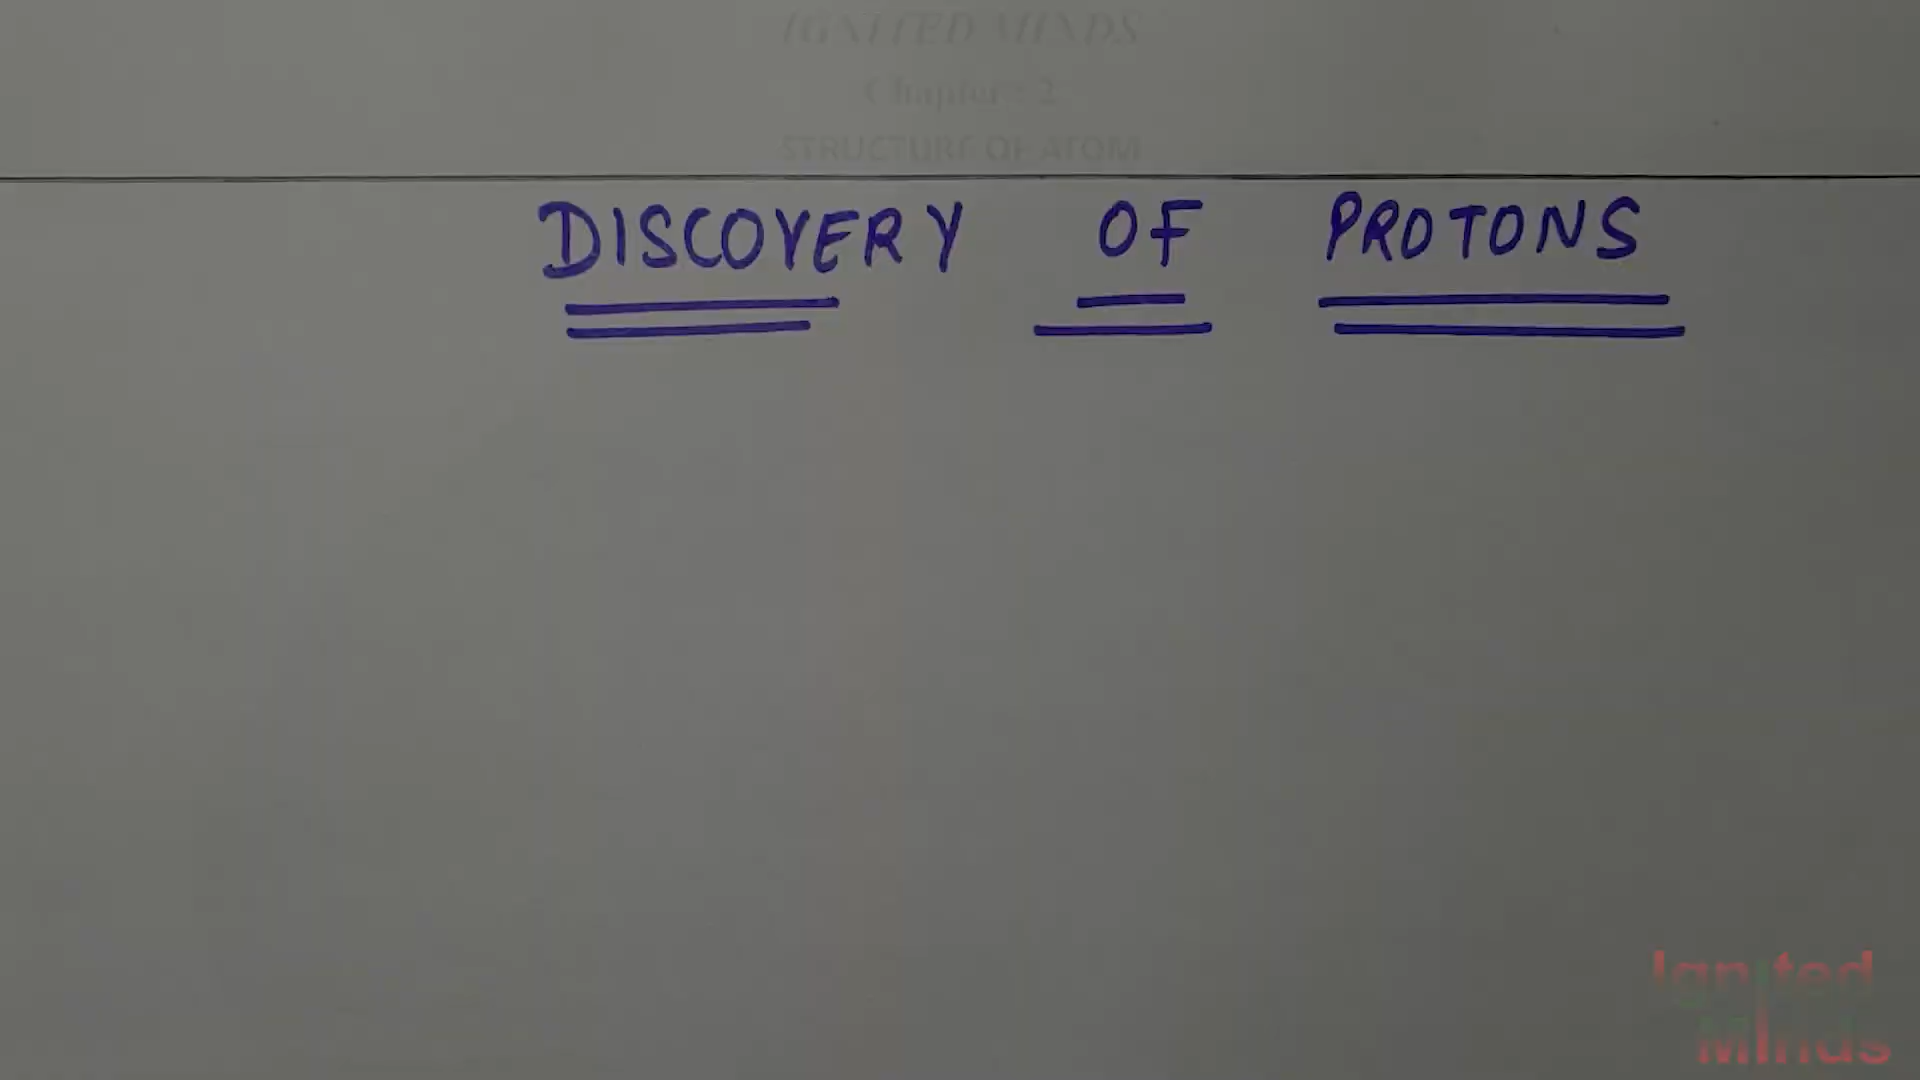 IGNITED MINDS
Chapter : 2
STRUCTURE OF ATOM
DISCOVERY OF PROTONS
Ignited
Minds